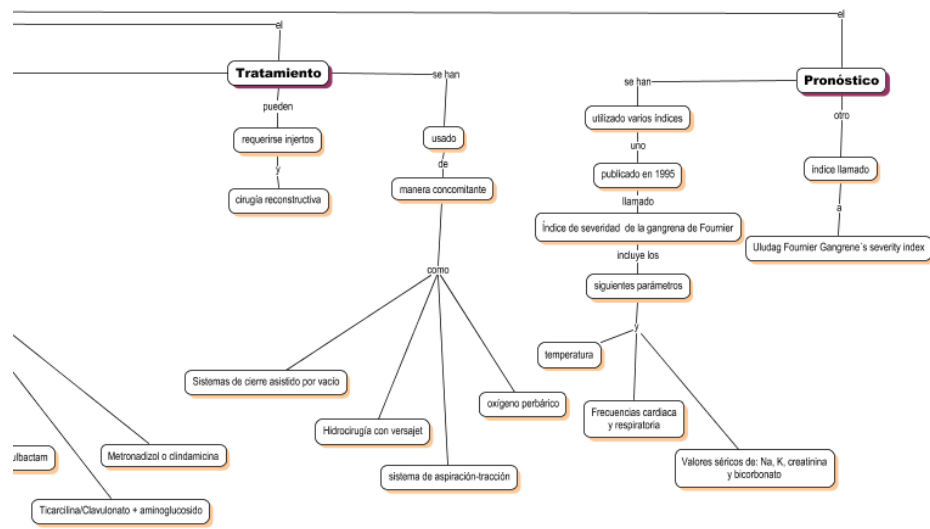 el
el
Tratamiento
se han
pueden
requerirse injertos
y
cirugía reconstructiva
usado
de
manera concomitante
como
Sistemas de cierre asistido por vacío
Hidrocirugía con versajet
sistema de aspiración-tracción
oxígeno perbárico
Pronóstico
se han
utilizado varios índices
uno
publicado en 1995
llamado
Índice de severidad de la gangrena de Fournier
incluye los
siguientes parámetros
y
temperatura
Frecuencias cardiaca
y respiratoria
Valores séricos de: Na, K, creatinina
y bicorbonato
otro
índice llamado
a
Uludag Fournier Gangrene`s severity index
ulbactam
Metronadizol o clindamicina
Ticarcilina/Clavulonato + aminoglucosido